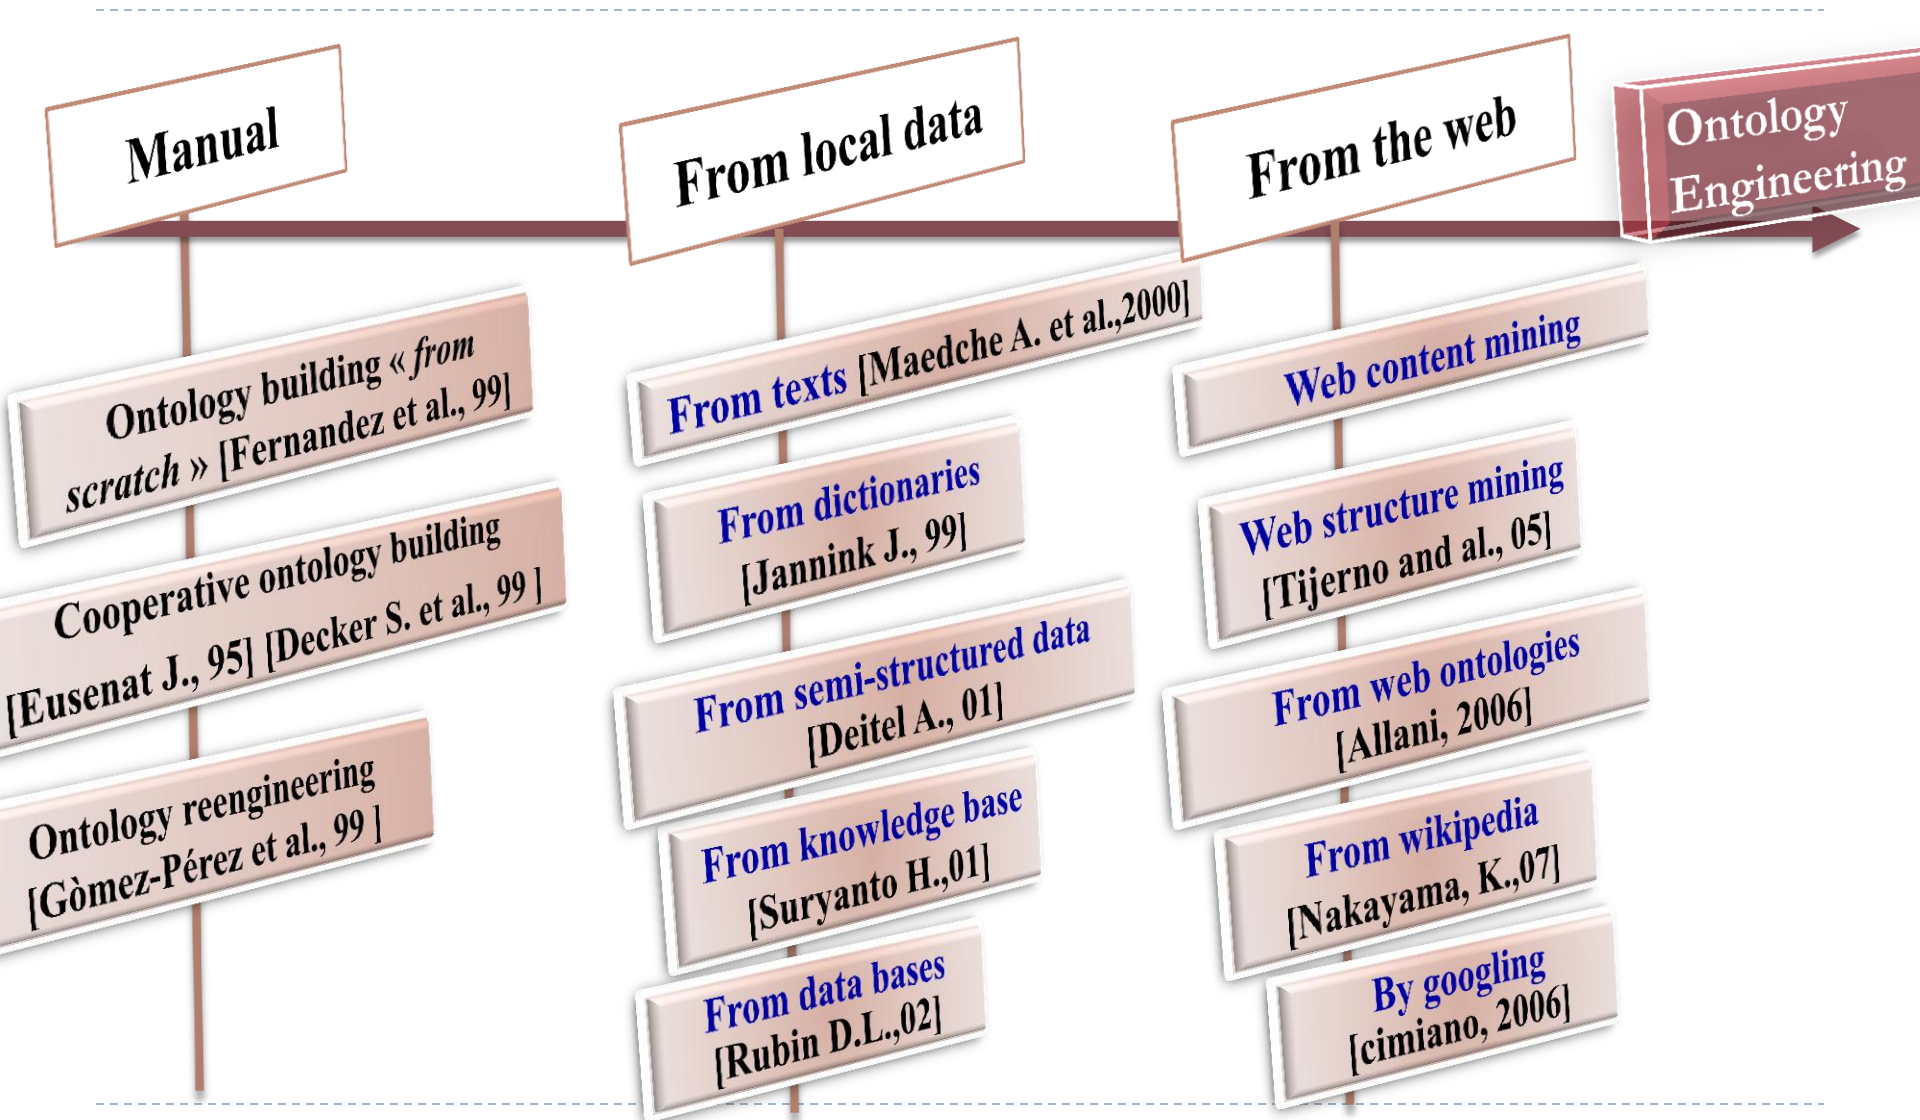 Manual
From local data
From the web
Ontology
Engineering
Ontology building « from
scratch » [Fernandez et al., 99]
Cooperative ontology building
[Eusenat J., 95] [Decker S. et al., 99 ]
Ontology reengineering
[Gòmez-Pérez et al., 99 ]
From texts [Maedche A. et al.,2000]
From dictionaries
[Jannink J., 99]
From semi-structured data
[Deitel A., 01]
From knowledge base
[Suryanto H.,01]
From data bases
[Rubin D.L.,02]
Web content mining
Web structure mining
[Tijerno and al., 05]
From web ontologies
[Allani, 2006]
From wikipedia
[Nakayama, K.,07]
By googling
[cimiano, 2006]